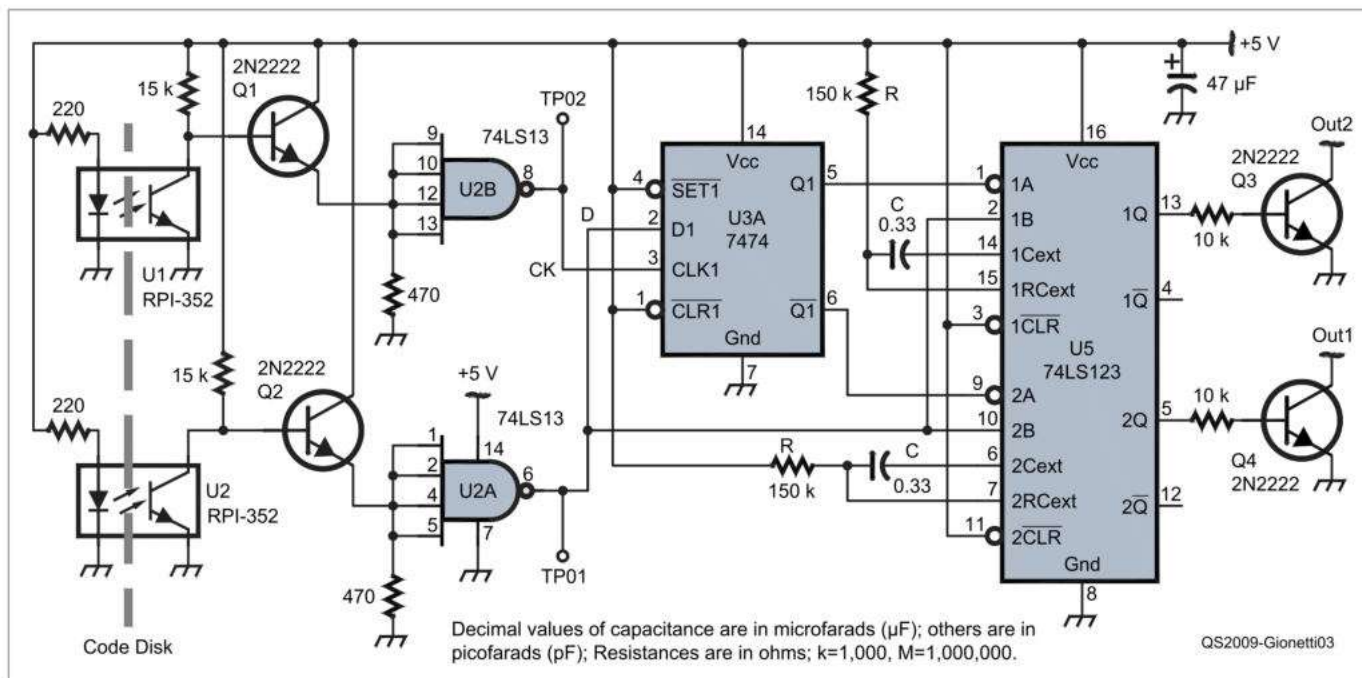 +5 V
2N2222
Q1
15 k
220
U1
RPI-352
74LS13
9
10
12
13
U2B
8
TP02
470
D
CK
14
Vcc
4
SET1
2
D1
3
CLK1
1
CLR1
U3A
7474
Q1
5
Q1
6
Gnd
7
150 k
R
C
0.33
16
Vcc
1
1A
2
1B
14
1Cext
15
1RCext
3
1CLR
U5
74LS123
9
2A
10
2B
6
2Cext
7
2RCext
11
2CLR
Gnd
8
1Q
13
1Q
4
2Q
5
2Q
12
+
47 µF
Out2
2N2222
Q3
10 k
Out1
10 k
Q4
2N2222
15 k
2N2222
Q2
220
U2
RPI-352
+5 V
74LS13
1
2
4
5
14
U2A
6
7
TP01
470
R
150 k
C
0.33
Code Disk
Decimal values of capacitance are in microfarads (µF); others are in
picofarads (pF); Resistances are in ohms; k=1,000, M=1,000,000.
QS2009-Gionetti03